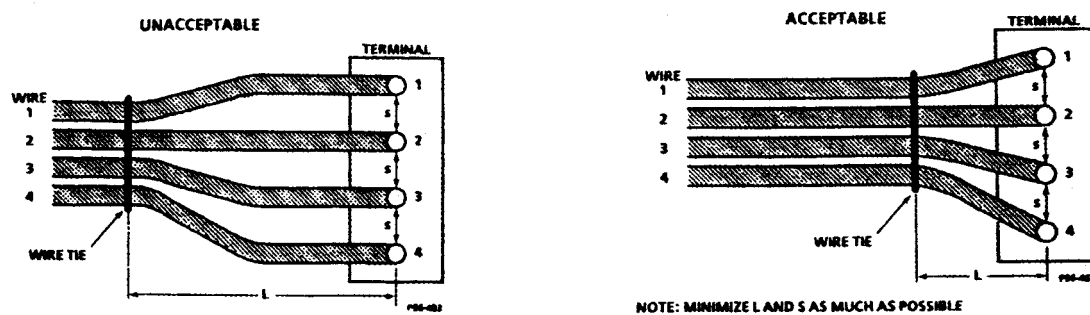 UNACCEPTABLE
TERMINAL
WIRE
1
2
3
4
1
S
2
S
3
S
4
WIRE TIE
L
ACCEPTABLE
TERMINAL
WIRE
1
2
3
4
1
S
2
S
3
S
4
WIRE TIE
L
NOTE: MINIMIZE L AND S AS MUCH AS POSSIBLE